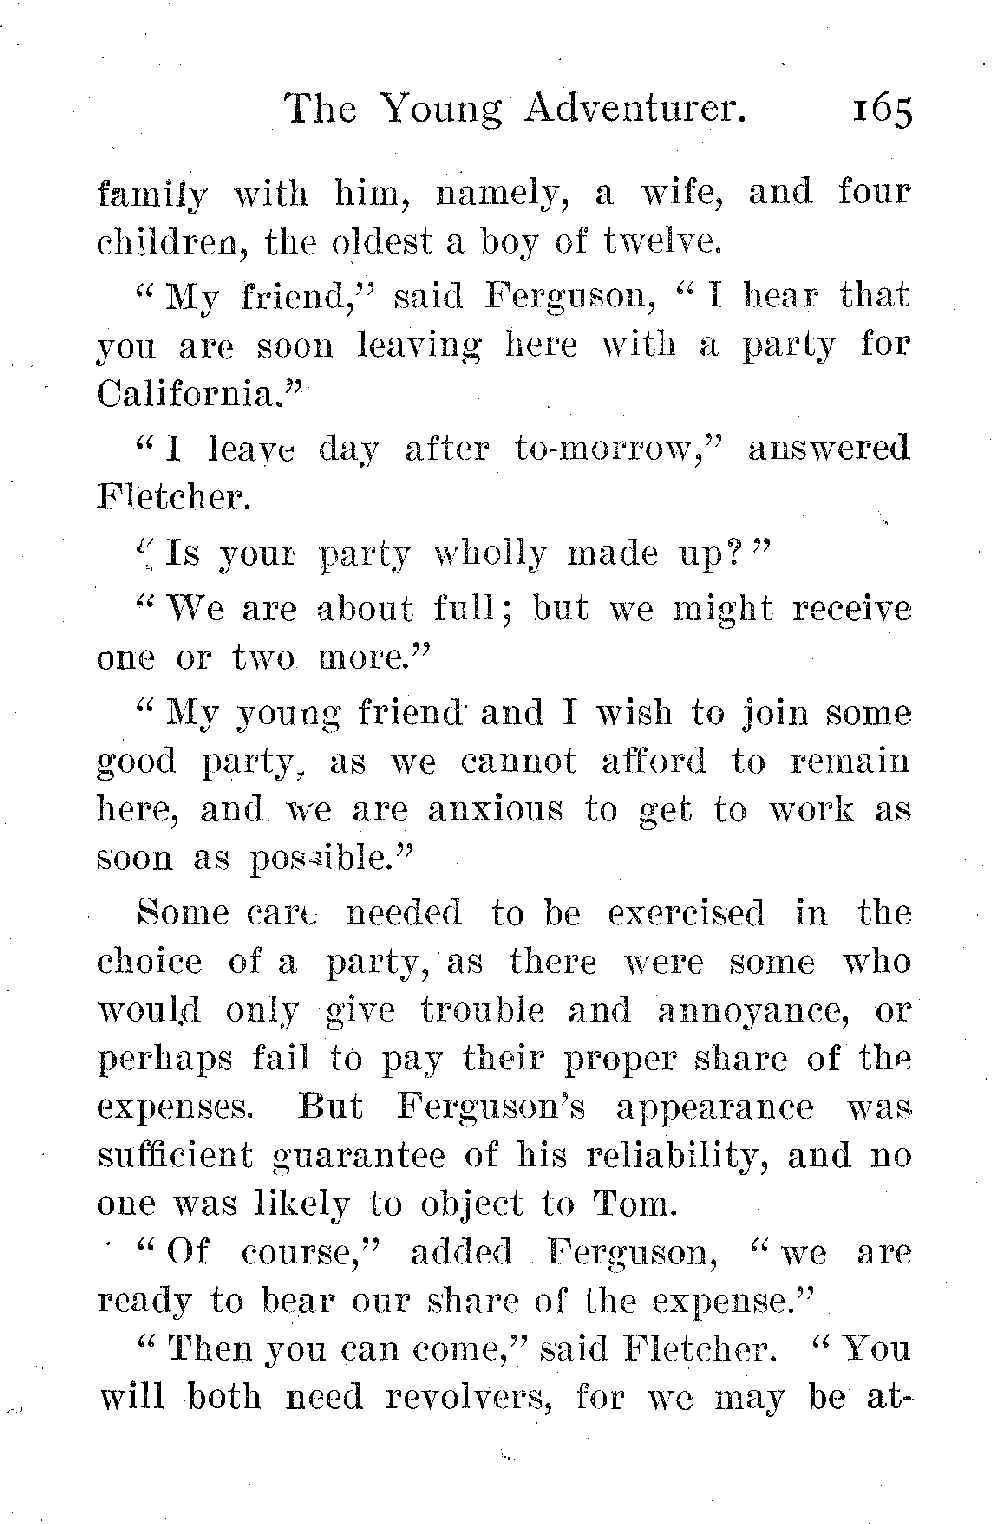 The Young Adventurer. 165
family with him, namely, a wife, and four
children, the oldest a boy of twelve.
“ My friend,” said Ferguson, “ I hear that
you are soon leaving here with a party for
California.”
“ I leave day after to-morrow,” answered
Fletcher.
“ Is your party wholly made up? ”
“ We are about full ; but we might receive
one or two more.”
“ My young friend and I wish to join some
good party, as we cannot afford to remain
here, and we are anxious to get to work as
soon as possible.”
Some care needed to be exercised in the
choice of a party, as there were some who
would only give trouble and annoyance, or
perhaps fail to pay their proper share of the
expenses. But Ferguson’s appearance was
sufficient guarantee of his reliability, and no
one was likely to object to Tom.
“ Of course,” added Ferguson, “ we are
ready to bear our share of the expense.”
“ Then you can come,” said Fletcher. “ You
will both need revolvers, for we may be at-